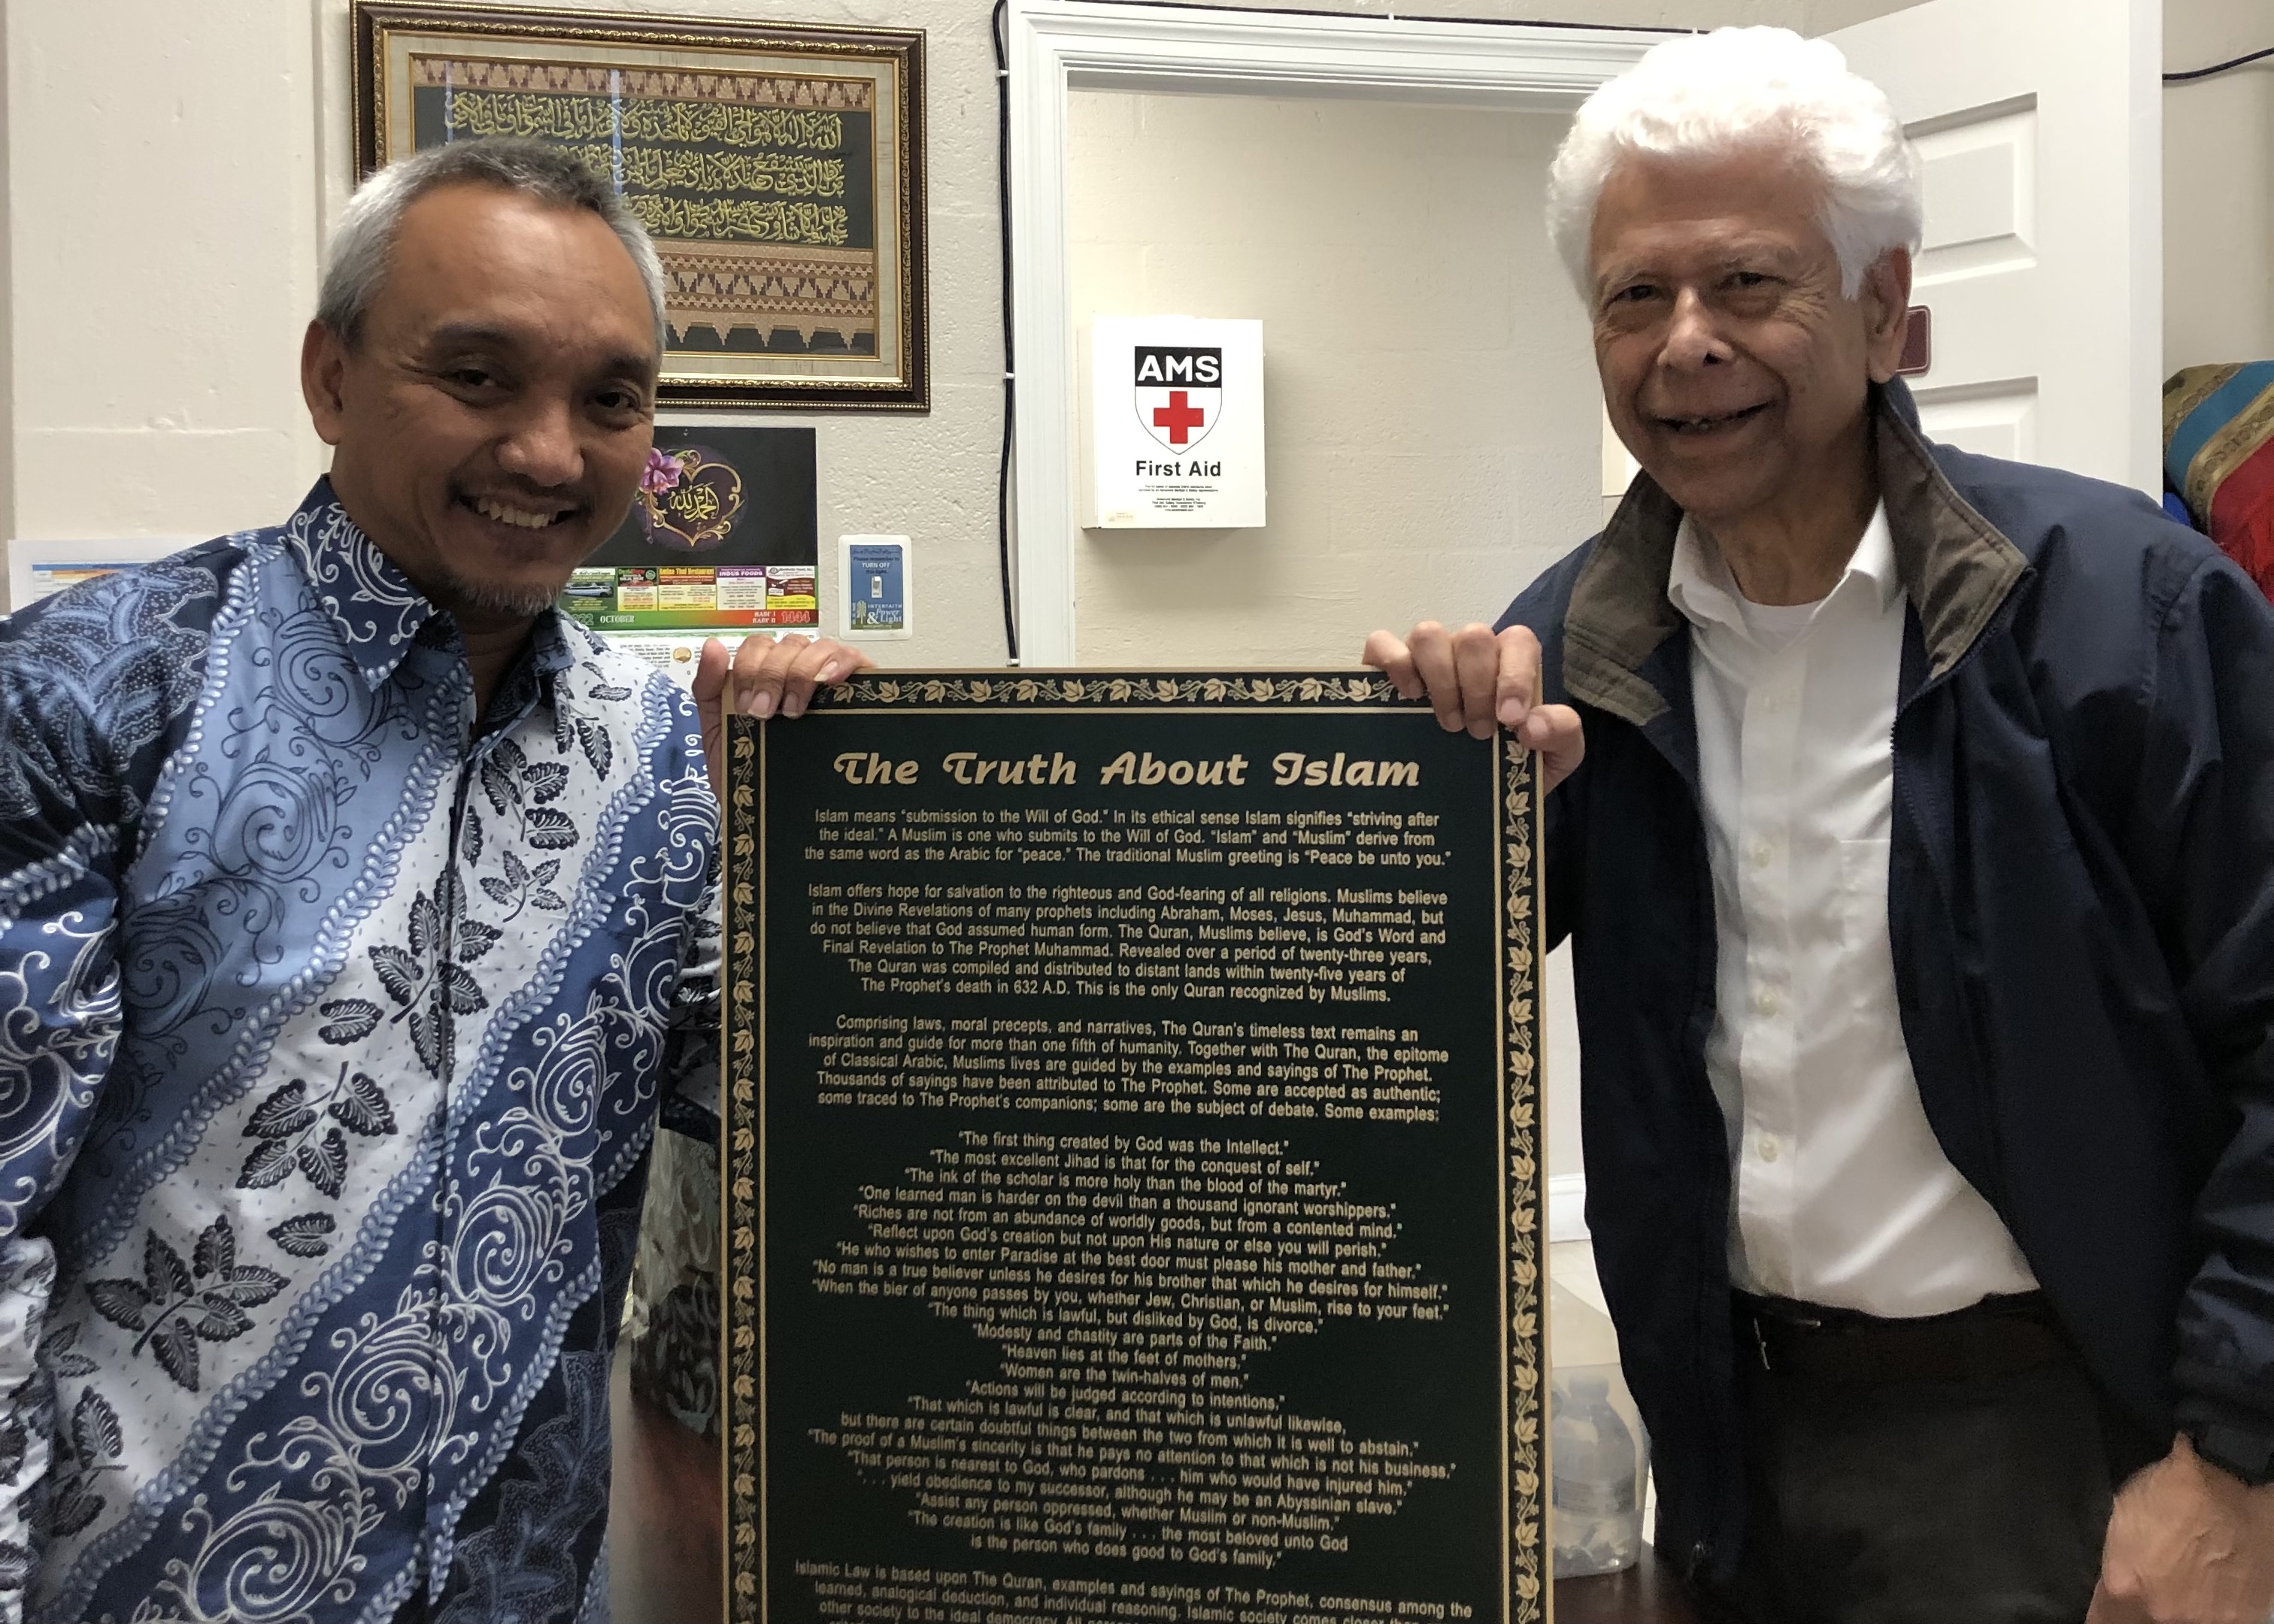 AMS
First Aid
الحمد لله
TURN OFF
INTERFAITH
Power
& Light
INDUS FOODS
OCTOBER
RABI' I
RABI' II 1444
The Truth About Islam
Islam means "submission to the Will of God." In its ethical sense Islam signifies "striving after
the ideal." A Muslim is one who submits to the Will of God. "Islam" and "Muslim" derive from
the same word as the Arabic for "peace." The traditional Muslim greeting is "Peace be unto you."
Islam offers hope for salvation to the righteous and God-fearing of all religions. Muslims believe
in the Divine Revelations of many prophets including Abraham, Moses, Jesus, Muhammad, but
do not believe that God assumed human form. The Quran, Muslims believe, is God's Word and
Final Revelation to The Prophet Muhammad. Revealed over a period of twenty-three years,
The Quran was compiled and distributed to distant lands within twenty-five years of
The Prophet's death in 632 A.D. This is the only Quran recognized by Muslims.
Comprising laws, moral precepts, and narratives, The Quran's timeless text remains an
inspiration and guide for more than one fifth of humanity. Together with The Quran, the epitome
of Classical Arabic, Muslims lives are guided by the examples and sayings of The Prophet.
Thousands of sayings have been attributed to The Prophet. Some are accepted as authentic;
some traced to The Prophet's companions; some are the subject of debate. Some examples:
"The first thing created by God was the Intellect."
"The most excellent Jihad is that for the conquest of self."
"The ink of the scholar is more holy than the blood of the martyr."
"One learned man is harder on the devil than a thousand ignorant worshippers."
"Riches are not from an abundance of worldly goods, but from a contented mind."
"Reflect upon God's creation but not upon His nature or else you will perish."
"He who wishes to enter Paradise at the best door must please his mother and father."
"No man is a true believer unless he desires for his brother that which he desires for himself."
"When the bier of anyone passes by you, whether Jew, Christian, or Muslim, rise to your feet."
"The thing which is lawful, but disliked by God, is divorce."
"Modesty and chastity are parts of the Faith."
"Heaven lies at the feet of mothers."
"Women are the twin-halves of men."
"Actions will be judged according to intentions,"
"That which is lawful is clear, and that which is unlawful likewise,
but there are certain doubtful things between the two from which it is well to abstain."
"The proof of a Muslim's sincerity is that he pays no attention to that which is not his business."
"That person is nearest to God, who pardons . . . him who would have injured him."
". . . yield obedience to my successor, although he may be an Abyssinian slave."
"Assist any person oppressed, whether Muslim or non-Muslim."
"The creation is like God's family . . . the most beloved unto God
is the person who does good to God's family."
Islamic Law is based upon The Quran, examples and sayings of The Prophet, consensus among the
learned, analogical deduction, and individual reasoning. Islamic society comes closer than
other society to the ideal democracy. All